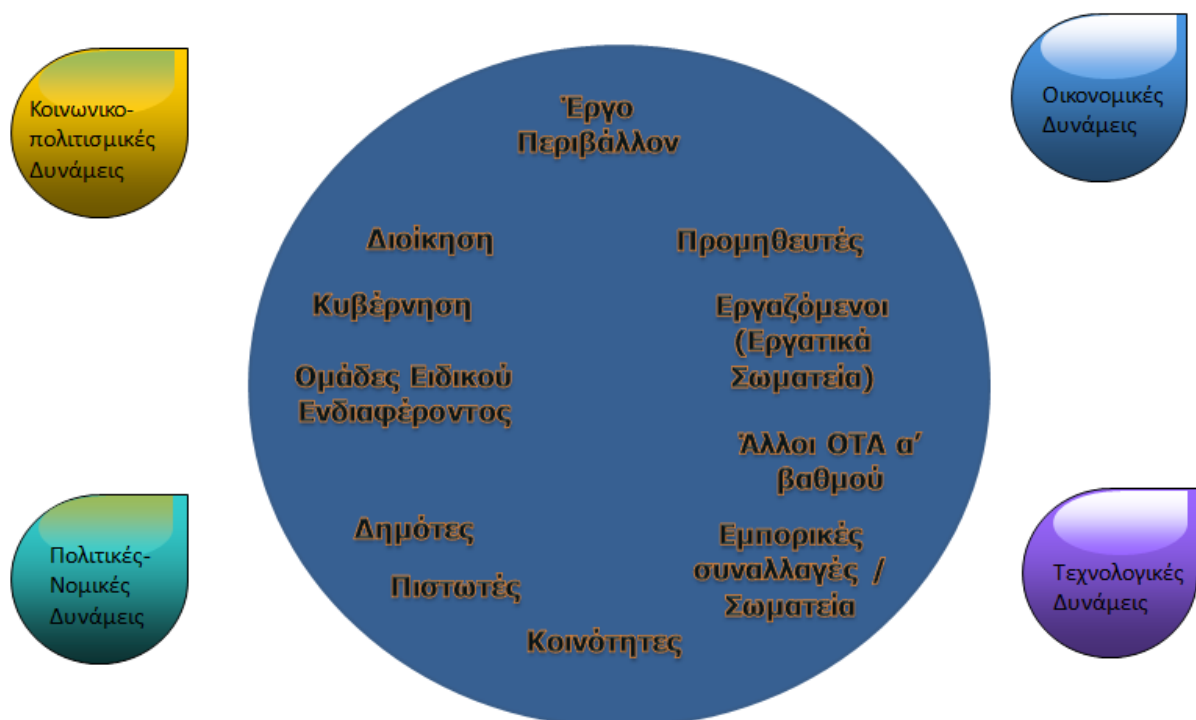 Κοινωνικο-
πολιτισμικές
Δυνάμεις
Οικονομικές
Δυνάμεις
Έργο
Περιβάλλον
Διοίκηση
Προμηθευτές
Κυβέρνηση
Εργαζόμενοι
(Εργατικά
Σωματεία)
Ομάδες Ειδικού
Ενδιαφέροντος
Άλλοι ΟΤΑ α’
βαθμού
Δημότες
Εμπορικές
συναλλαγές /
Σωματεία
Πιστωτές
Κοινότητες
Πολιτικές-
Νομικές
Δυνάμεις
Τεχνολογικές
Δυνάμεις